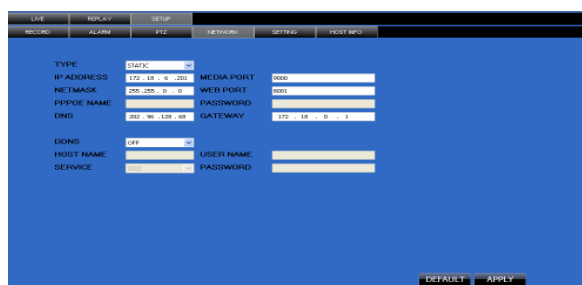 LIVE REPLAY SETUP
RECORD ALARM PTZ NETWORK SETTING HOST INFO
TYPE STATIC
IP ADDRESS 172 . 18 . 6 .201 MEDIA PORT 9000
NETMASK 255 .255 . 0 . 0 WEB PORT 8001
PPPOE NAME PASSWORD
DNS 202 . 96 .128 . 68 GATEWAY 172 . 18 . 0 . 1
DDNS OFF
HOST NAME USER NAME
SERVICE PASSWORD
DEFAULT APPLY